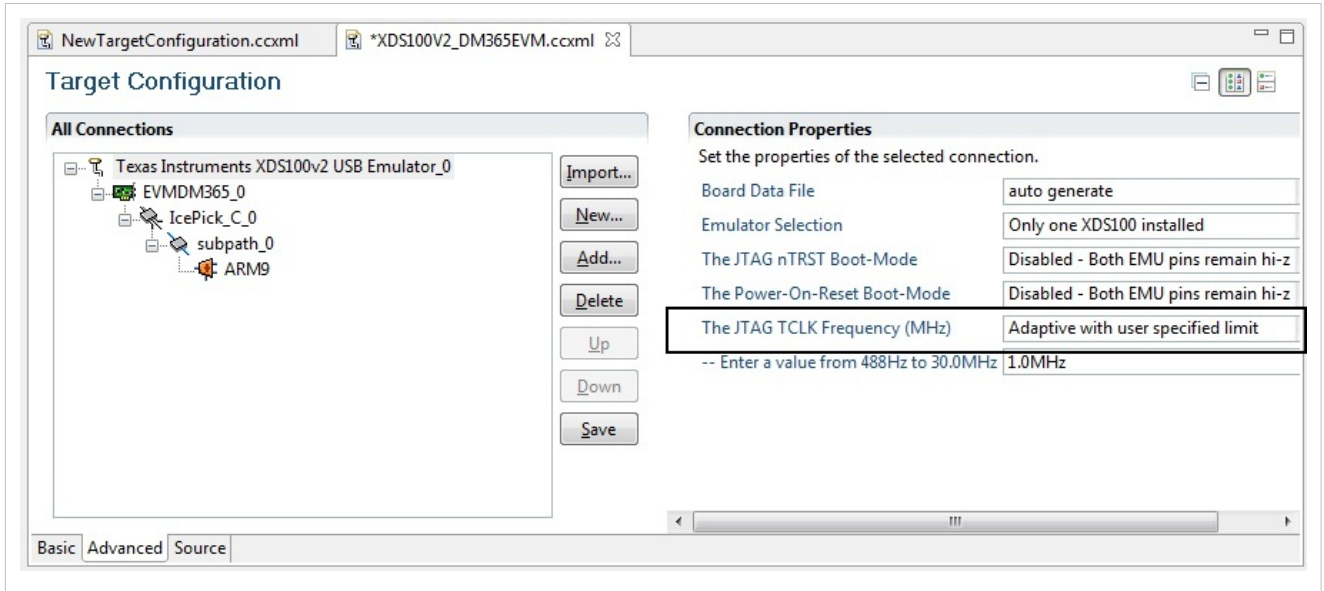 NewTargetConfiguration.ccxml
*XDS100V2_DM365EVM.ccxml
Target Configuration
All Connections
Texas Instruments XDS100v2 USB Emulator_0
EVMDM365_0
IcePick_C_0
subpath_0
ARM9
Import...
New...
Add...
Delete
Up
Down
Save
Connection Properties
Set the properties of the selected connection.
Board Data File auto generate
Emulator Selection Only one XDS100 installed
The JTAG nTRST Boot-Mode Disabled - Both EMU pins remain hi-z
The Power-On-Reset Boot-Mode Disabled - Both EMU pins remain hi-z
The JTAG TCLK Frequency (MHz) Adaptive with user specified limit
-- Enter a value from 488Hz to 30.0MHz 1.0MHz
Basic Advanced Source